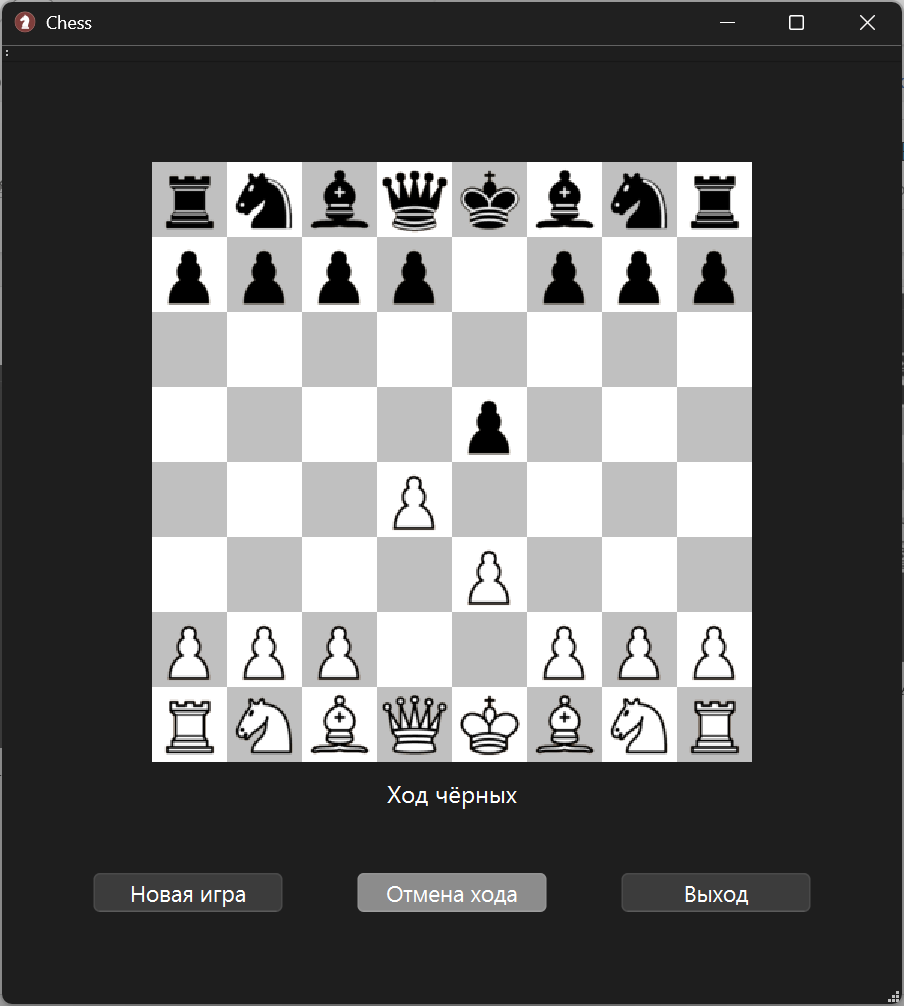 Chess
Ход чёрных
Новая игра
Отмена хода
Выход